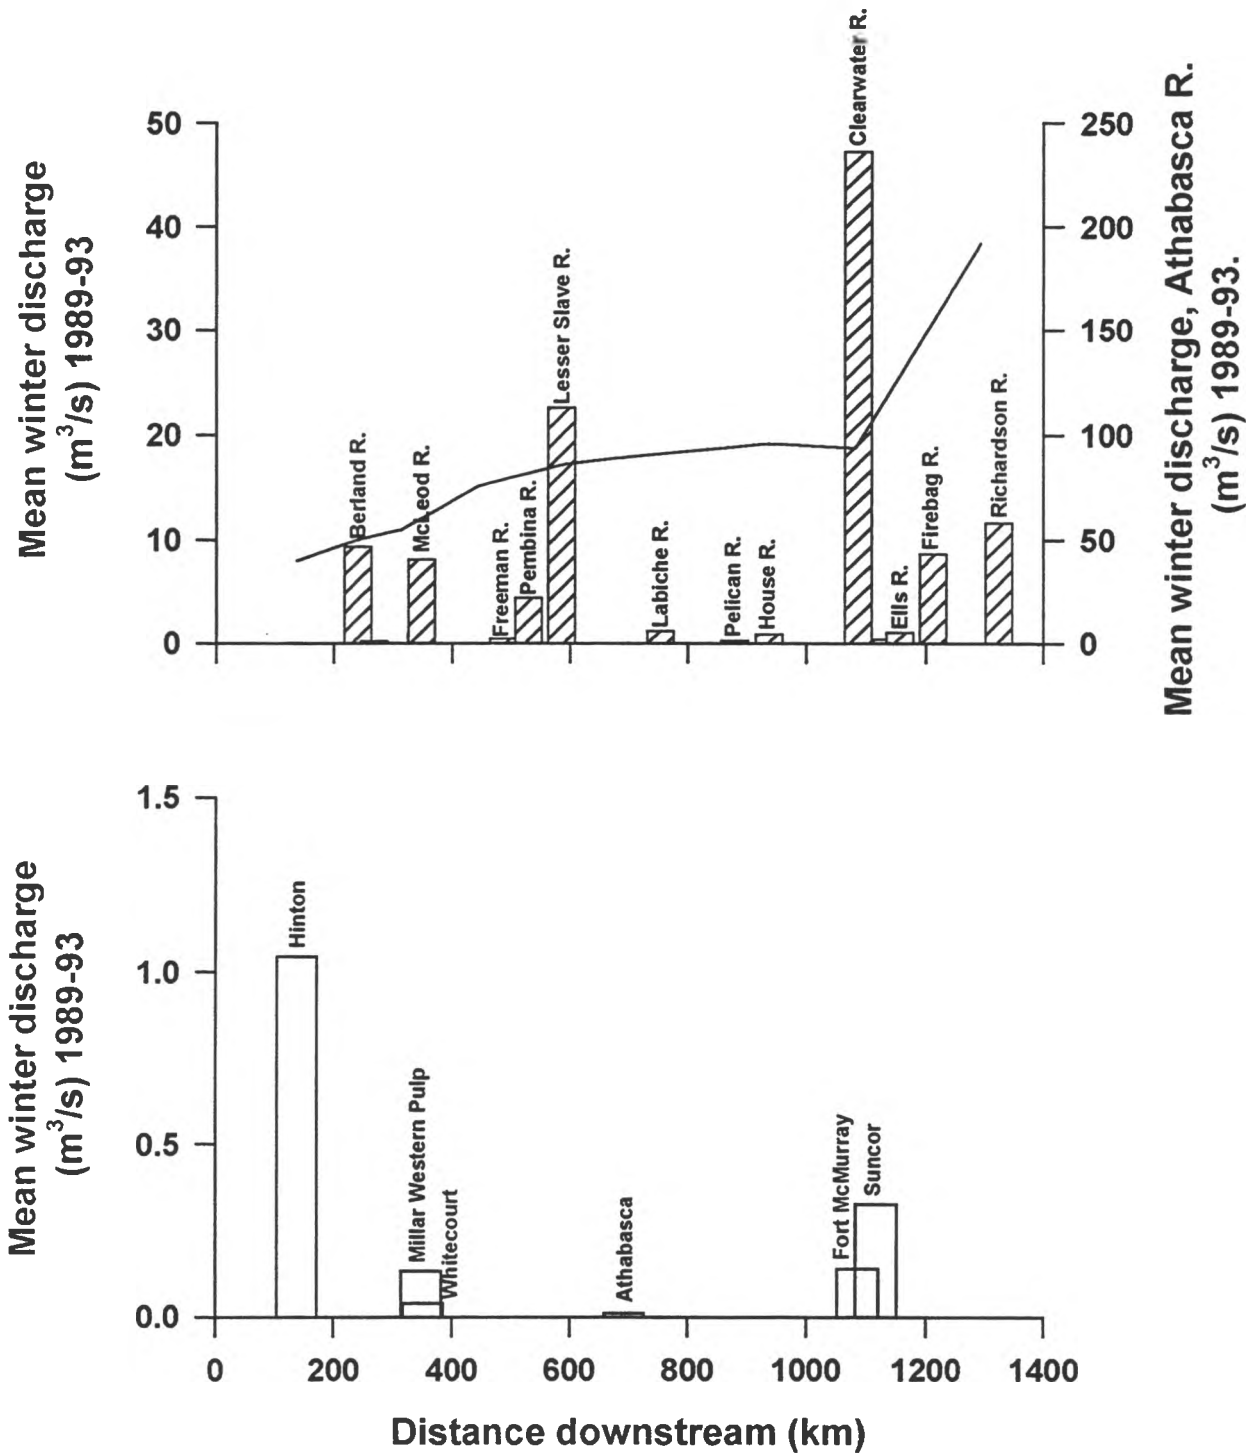 Mean winter discharge
(m³/s) 1989-93
50
40
30
20
10
0
Berland R.
McLeod R.
Freeman R.
Pembina R.
Lesser Slave R.
Labiche R.
Pelican R.
House R.
Clearwater R.
Ells R.
Firebag R.
Richardson R.
250
200
150
100
50
0
Mean winter discharge, Athabasca R.
(m³/s) 1989-93.
Mean winter discharge
(m³/s) 1989-93
1.5
1.0
0.5
0.0
Hinton
Millar Western Pulp
Whitecourt
Athabasca
Fort McMurray
Suncor
0 200 400 600 800 1000 1200 1400
Distance downstream (km)